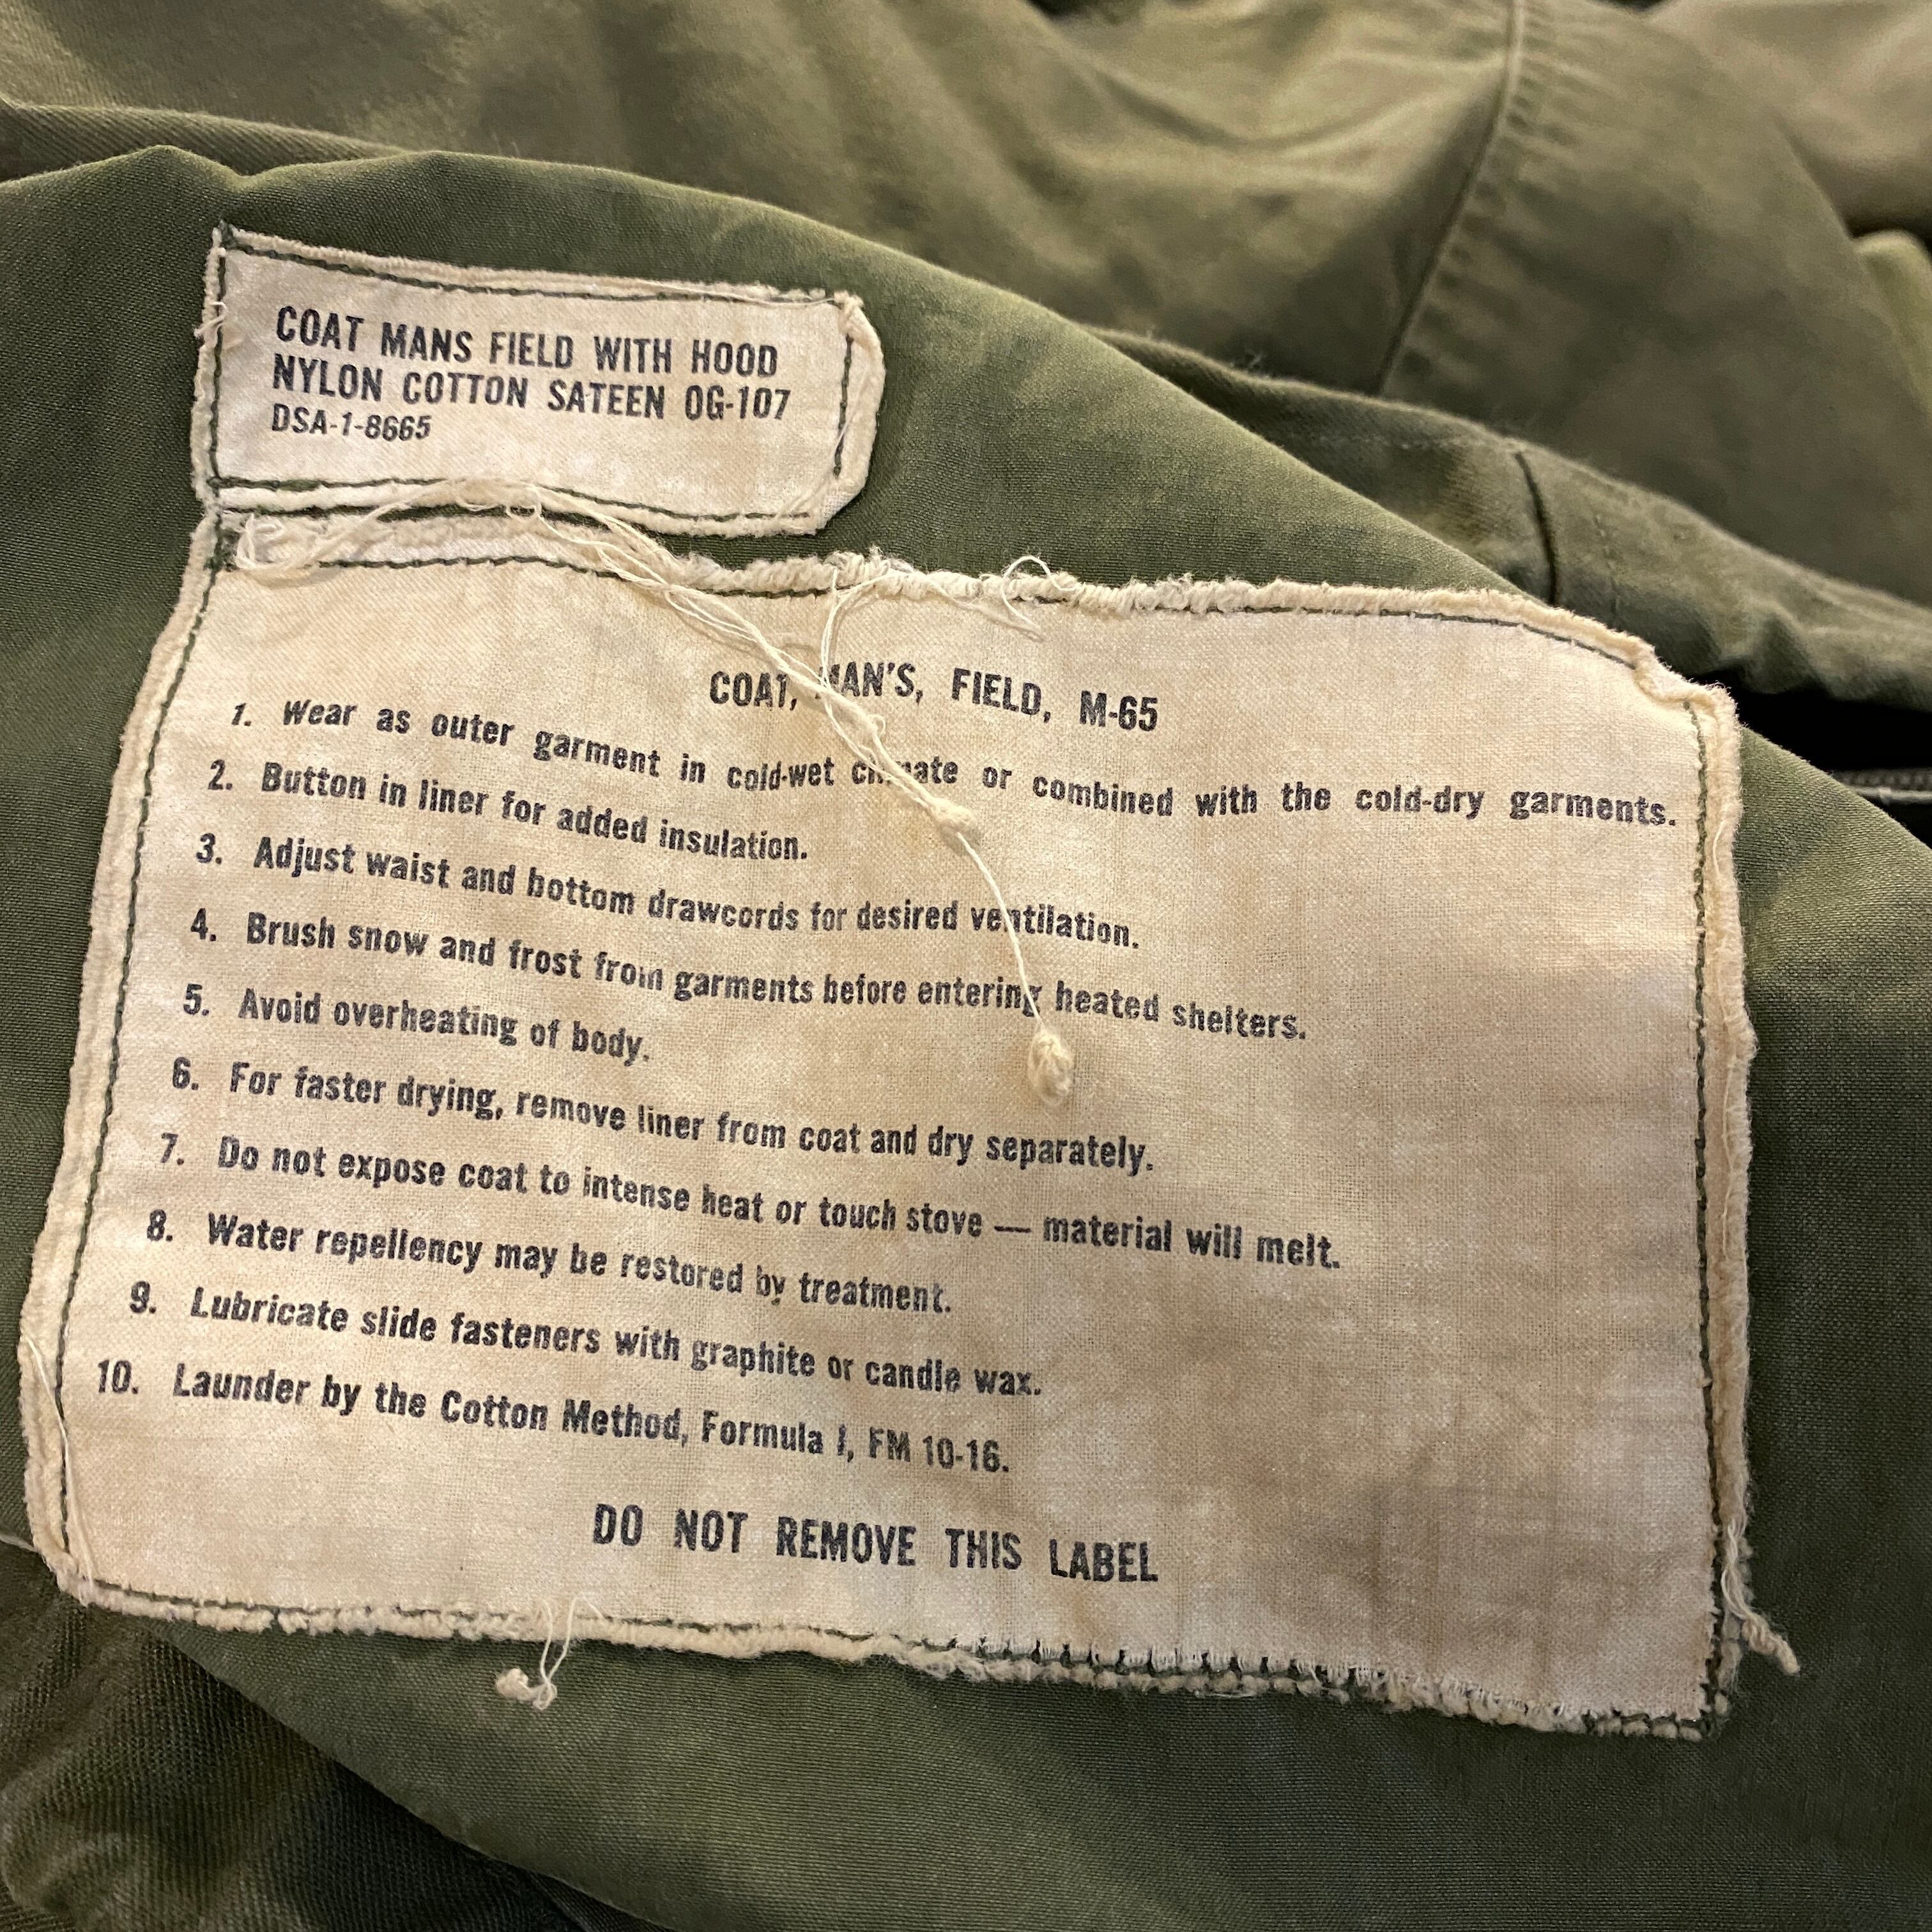 COAT MANS FIELD WITH HOOD
NYLON COTTON SATEEN OG-107
DSA-1-8665
COAT, MAN'S, FIELD, M-65
1. Wear as outer garment in cold-wet climate or combined with the cold-dry garments.
2. Button in liner for added insulation.
3. Adjust waist and bottom drawcords for desired ventilation.
4. Brush snow and frost from garments before entering heated shelters.
5. Avoid overheating of body.
6. For faster drying, remove liner from coat and dry separately.
7. Do not expose coat to intense heat or touch stove — material will melt.
8. Water repellency may be restored by treatment.
9. Lubricate slide fasteners with graphite or candle wax.
10. Launder by the Cotton Method, Formula I, FM 10-16.
DO NOT REMOVE THIS LABEL